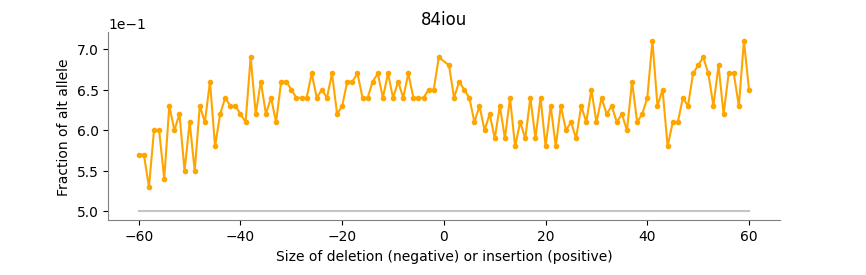 84iou
1e−1
7.0
6.5
6.0
5.5
5.0
Fraction of alt allele
−60 −40 −20 0 20 40 60
Size of deletion (negative) or insertion (positive)